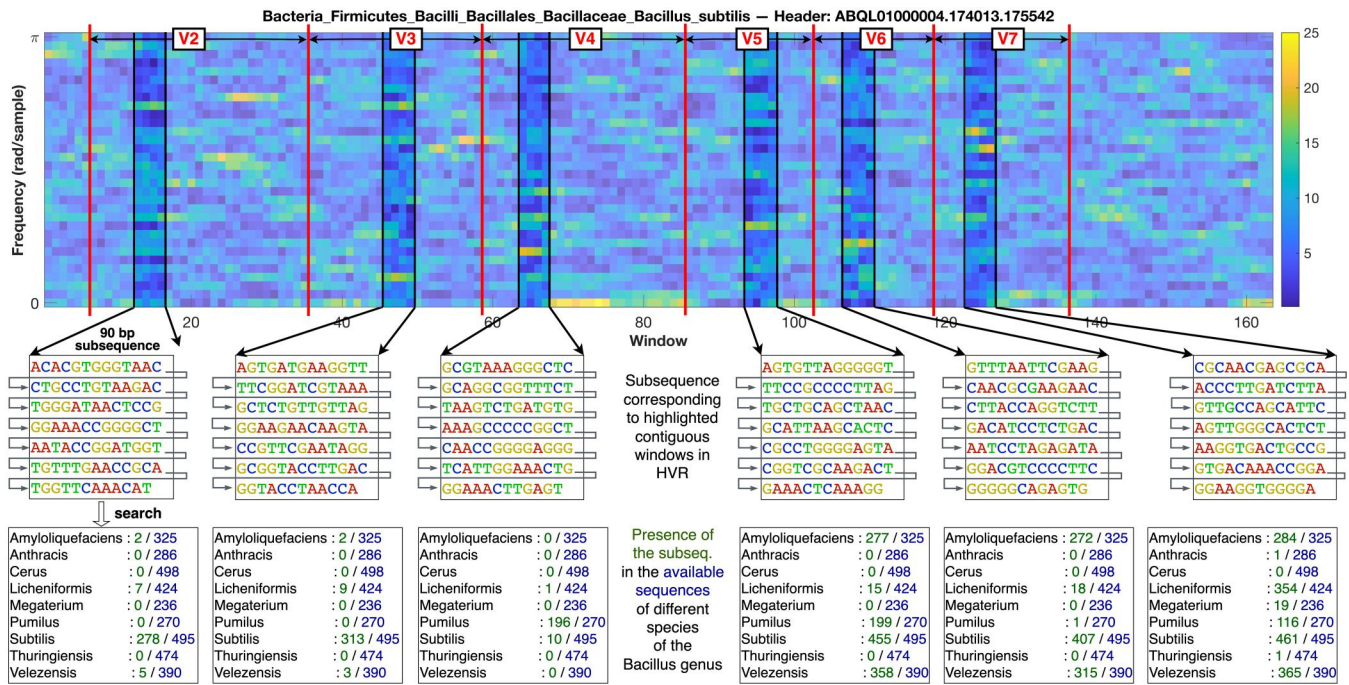 Bacteria_Firmicutes_Bacilli_Bacillales_Bacillaceae_Bacillus_subtilis — Header: ABQL01000004.174013.175542
V2
V3
V4
V5
V6
V7
π
0
Frequency (rad/sample)
25
20
15
10
5
20
40
60
80
100
120
140
160
Window
90 bp
subsequence
ACACGTGGGTAAC
CTGCCTGTAAGAC
TGGGATAACTCCG
GGAAACCGGGGCT
AATACCGGATGGT
TGTTTGAACCGCA
TGGTTCAAACAT
AGTGATGAAGGTT
TTCGGATCGTAAA
GCTCTGTTGTTAG
GGAAGAACAAGTA
CCGTTCGAATAGG
GCGGTACCTTGAC
GGTACCTAACCA
GCGTAAAGGGCTC
GCAGGCGGTTTCT
TAAGTCTGATGTG
AAAGCCCCCGGCT
CAACCGGGGAGGG
TCATTGGAAACTG
GGAAACTTGAGT
Subsequence
corresponding
to highlighted
contiguous
windows in
HVR
AGTGTTAGGGGGT
TTCCGCCCCTTAG
TGCTGCAGCTAAC
GCATTAAGCACTC
CGCCTGGGGAGTA
CGGTCGCAAGACT
GAAACTCAAAGG
GTTTAATTCGAAG
CAACGCGAAGAAC
CTTACCAGGTCTT
GACATCCTCTGAC
AATCCTAGAGATA
GGACGTCCCCTTC
GGGGGCAGAGTG
CGCAACGAGCGCA
ACCCTTGATCTTA
GTTGCCAGCATTC
AGTTGGGCACTCT
AAGGTGACTGCCG
GTGACAAACCGGA
GGAAGGTGGGGA
search
Amyloliquefaciens : 2 / 325
Anthracis : 0 / 286
Cerus : 0 / 498
Licheniformis : 7 / 424
Megaterium : 0 / 236
Pumilus : 0 / 270
Subtilis : 278 / 495
Thuringiensis : 0 / 474
Velezensis : 5 / 390
Amyloliquefaciens : 2 / 325
Anthracis : 0 / 286
Cerus : 0 / 498
Licheniformis : 9 / 424
Megaterium : 0 / 236
Pumilus : 0 / 270
Subtilis : 313 / 495
Thuringiensis : 0 / 474
Velezensis : 3 / 390
Amyloliquefaciens : 0 / 325
Anthracis : 0 / 286
Cerus : 0 / 498
Licheniformis : 1 / 424
Megaterium : 0 / 236
Pumilus : 196 / 270
Subtilis : 10 / 495
Thuringiensis : 0 / 474
Velezensis : 0 / 390
Presence of
the subseq.
in the available
sequences
of different
species
of the
Bacillus genus
Amyloliquefaciens : 277 / 325
Anthracis : 0 / 286
Cerus : 0 / 498
Licheniformis : 15 / 424
Megaterium : 0 / 236
Pumilus : 199 / 270
Subtilis : 455 / 495
Thuringiensis : 0 / 474
Velezensis : 358 / 390
Amyloliquefaciens : 272 / 325
Anthracis : 0 / 286
Cerus : 0 / 498
Licheniformis : 18 / 424
Megaterium : 0 / 236
Pumilus : 1 / 270
Subtilis : 407 / 495
Thuringiensis : 0 / 474
Velezensis : 315 / 390
Amyloliquefaciens : 284 / 325
Anthracis : 1 / 286
Cerus : 0 / 498
Licheniformis : 354 / 424
Megaterium : 19 / 236
Pumilus : 116 / 270
Subtilis : 461 / 495
Thuringiensis : 1 / 474
Velezensis : 365 / 390